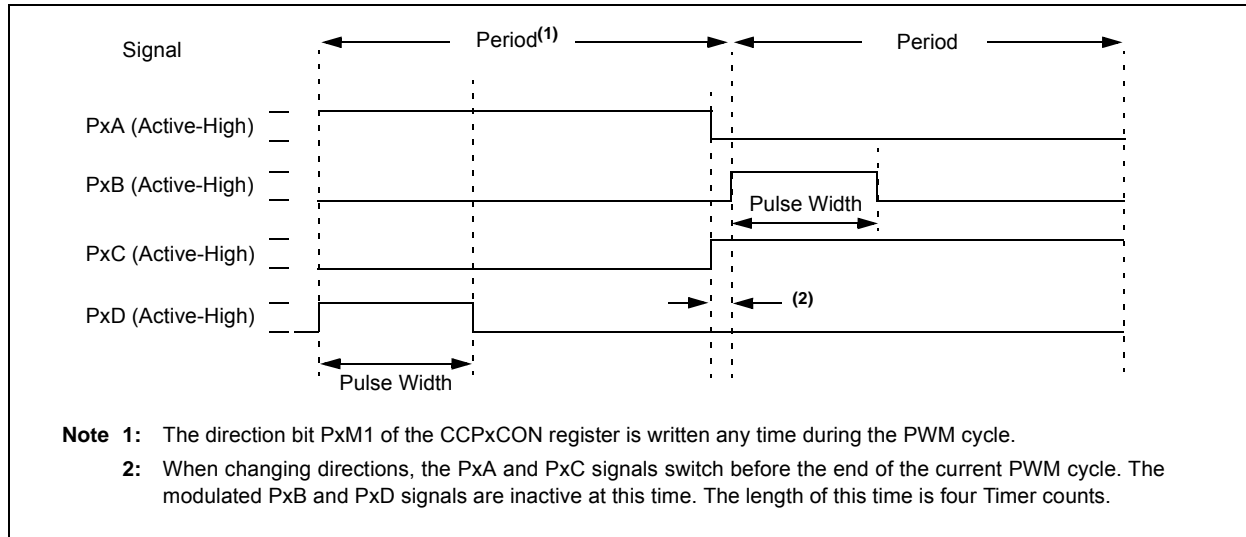 Signal
Period(1)
Period
PxA (Active-High)
PxB (Active-High)
Pulse Width
PxC (Active-High)
(2)
PxD (Active-High)
Pulse Width
Note 1: The direction bit PxM1 of the CCPxCON register is written any time during the PWM cycle.
2: When changing directions, the PxA and PxC signals switch before the end of the current PWM cycle. The
modulated PxB and PxD signals are inactive at this time. The length of this time is four Timer counts.